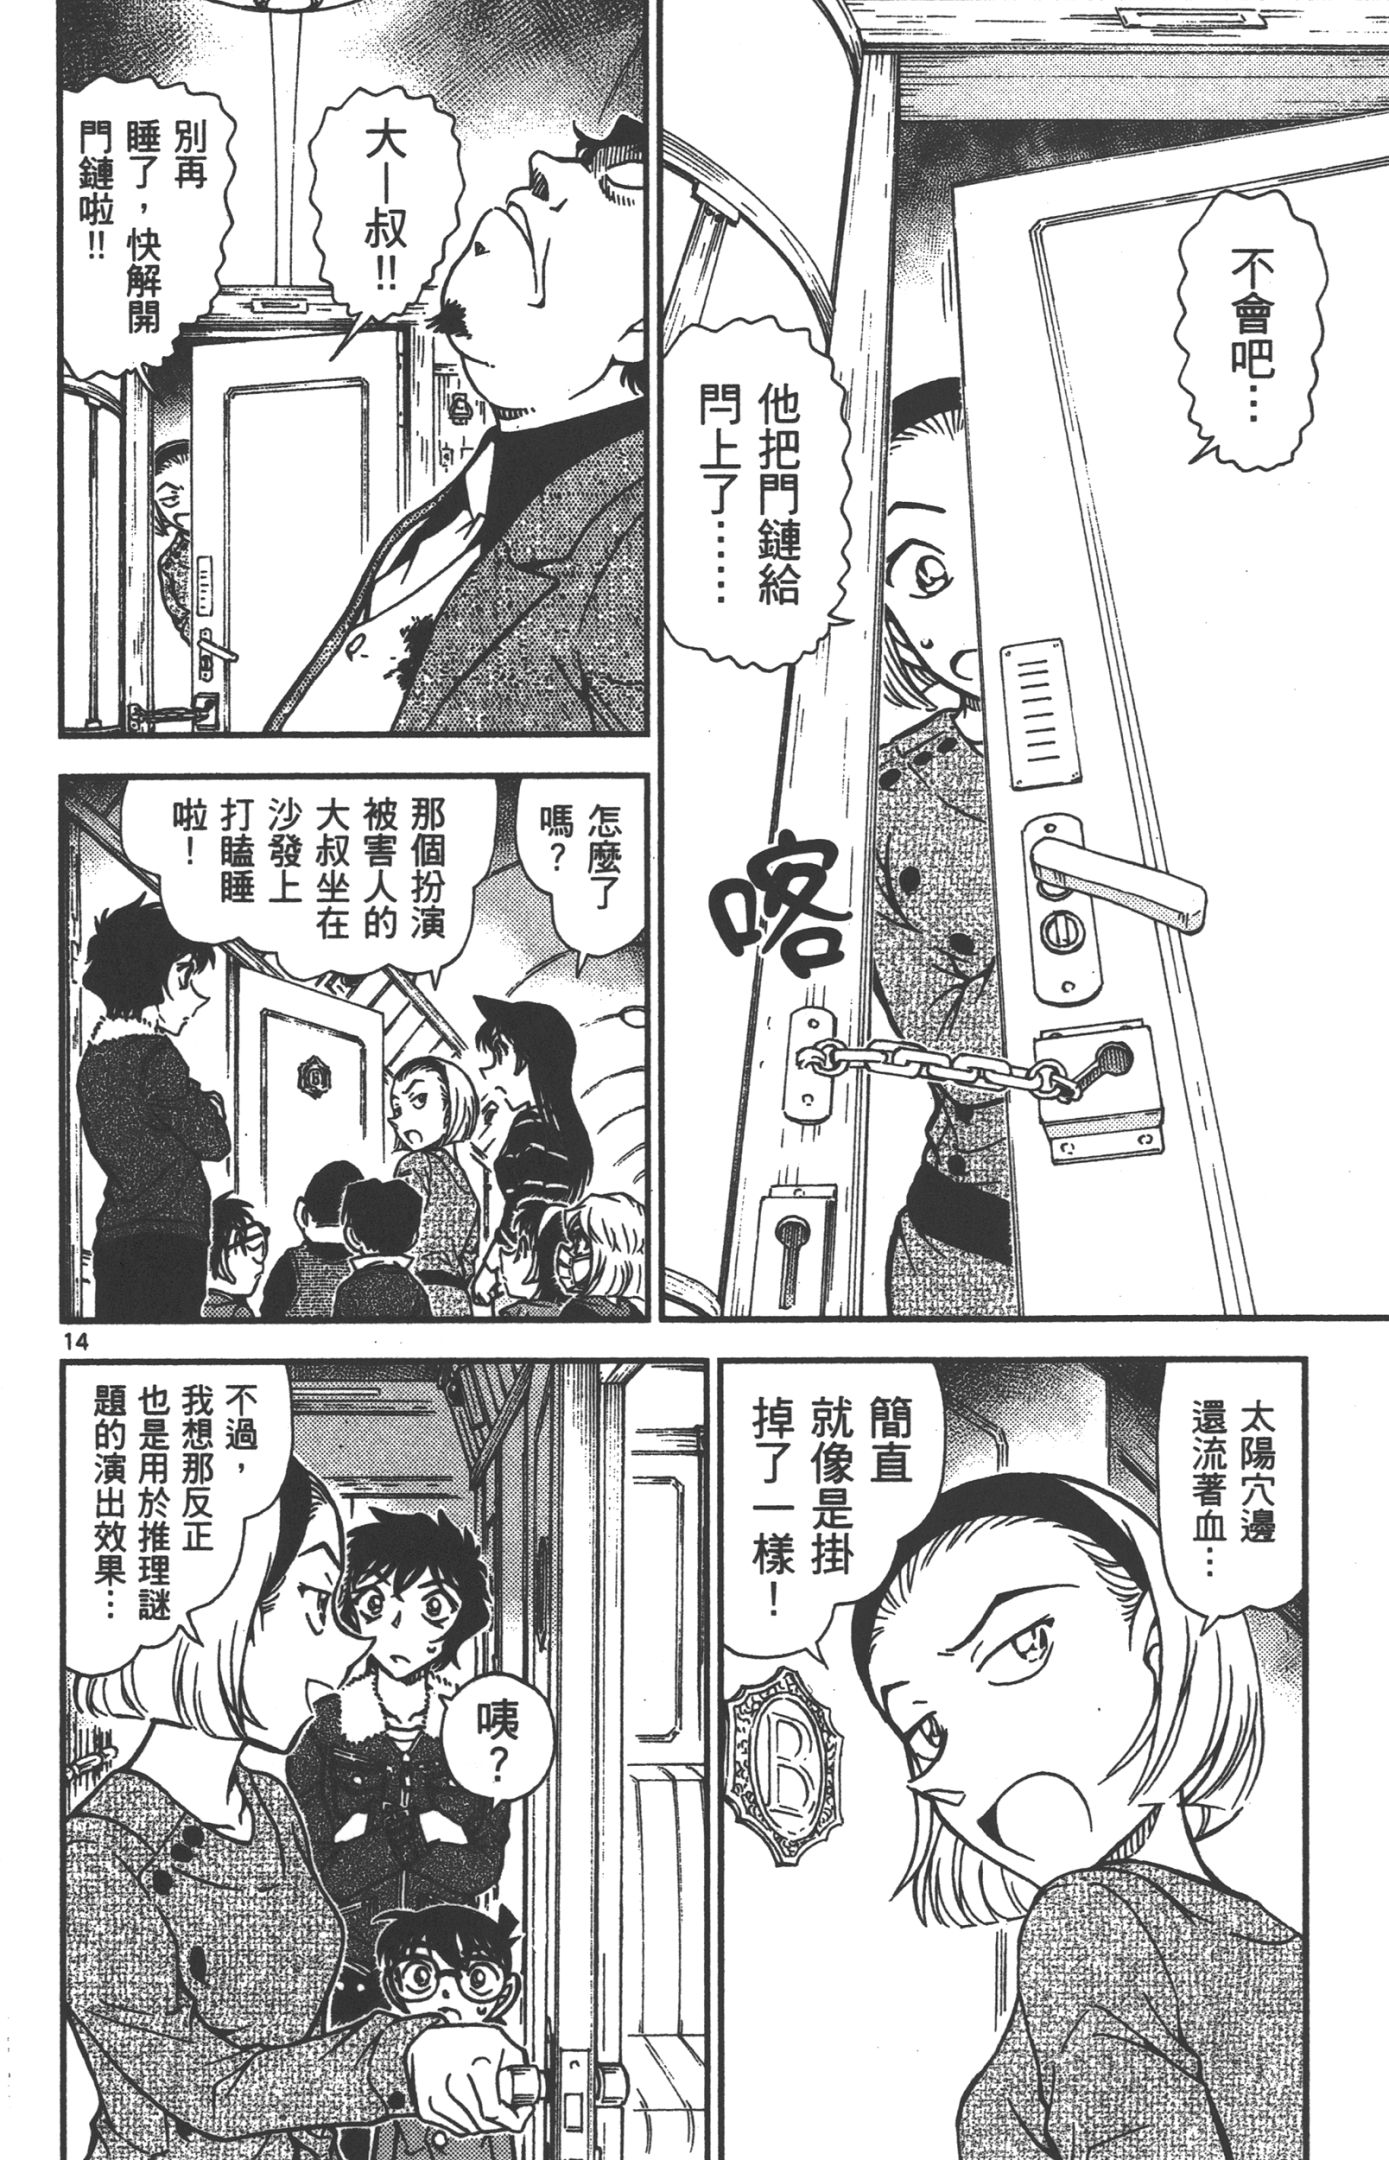 不會吧…
他把門鏈給
閂上了……
喀
大—叔!!
別再
睡了，快解開
門鏈啦!!
怎麼了
嗎?
那個扮演
被害人的
大叔坐在
沙發上
打瞌睡
啦!
B
14
太陽穴邊
還流著血…
簡直
就像是掛
掉了一樣!
B
不過，
我想那反正
也是用於推理謎
題的演出效果…
咦?